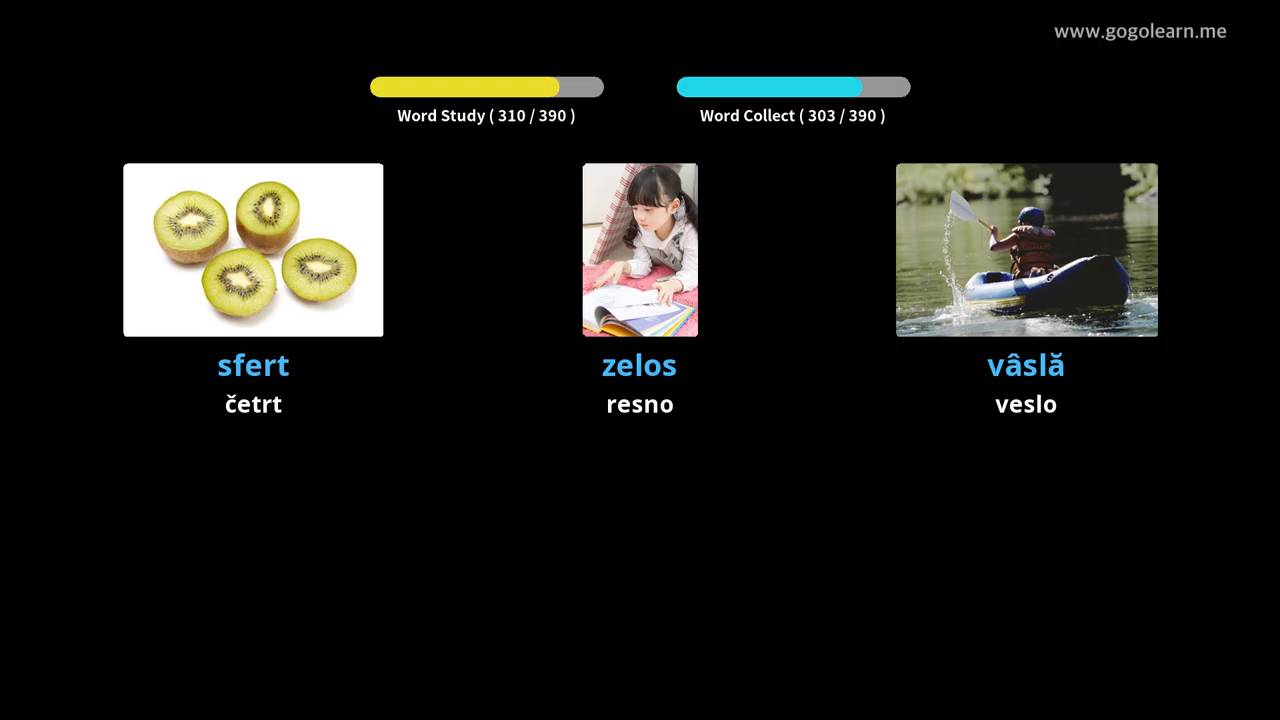 www.gogolearn.me
Word Study ( 310 / 390 )
Word Collect ( 303 / 390 )
sfert
četrt
zelos
resno
vâslă
veslo